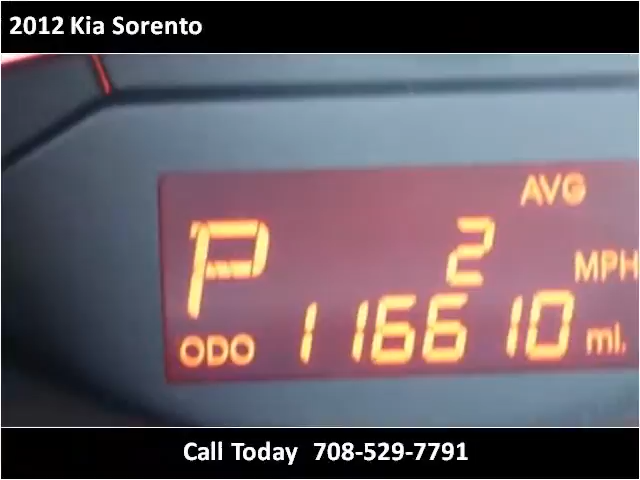 2012 Kia Sorento
AVG
P 2 MPH
ODO 116610 mi.
Call Today 708-529-7791